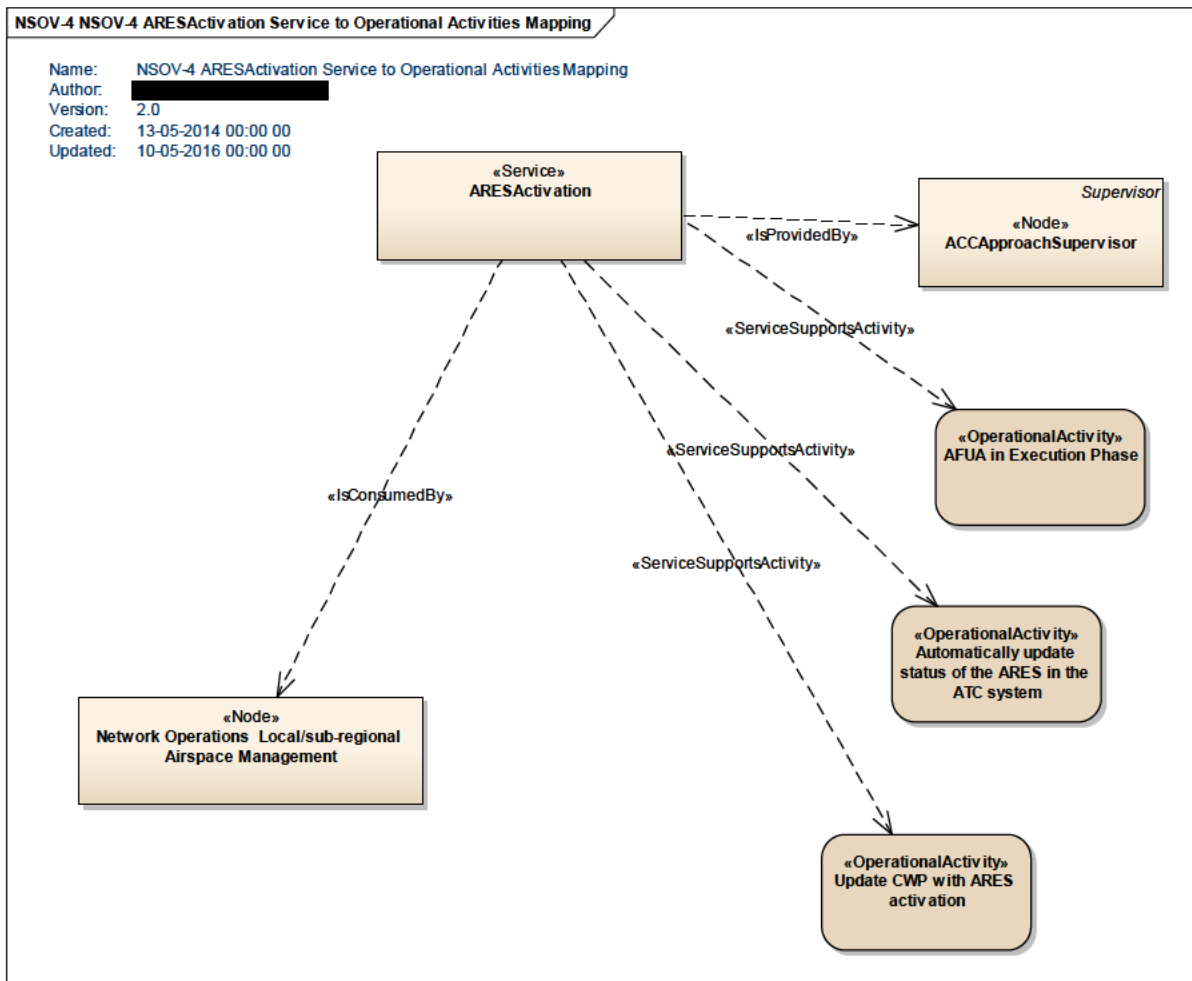 NSOV-4 NSOV-4 ARESActivation Service to Operational Activities Mapping
Name: NSOV-4 ARESActivation Service to Operational Activities Mapping
Author:
Version: 2.0
Created: 13-05-2014 00:00 00
Updated: 10-05-2016 00:00 00
«Service»
ARESActivation
Supervisor
«Node»
ACCApproachSupervisor
«IsProvidedBy»
«ServiceSupportsActivity»
«OperationalActivity»
AFUA in Execution Phase
«ServiceSupportsActivity»
«IsConsumedBy»
«ServiceSupportsActivity»
«OperationalActivity»
Automatically update
status of the ARES in the
ATC system
«Node»
Network Operations Local/sub-regional
Airspace Management
«OperationalActivity»
Update CWP with ARES
activation